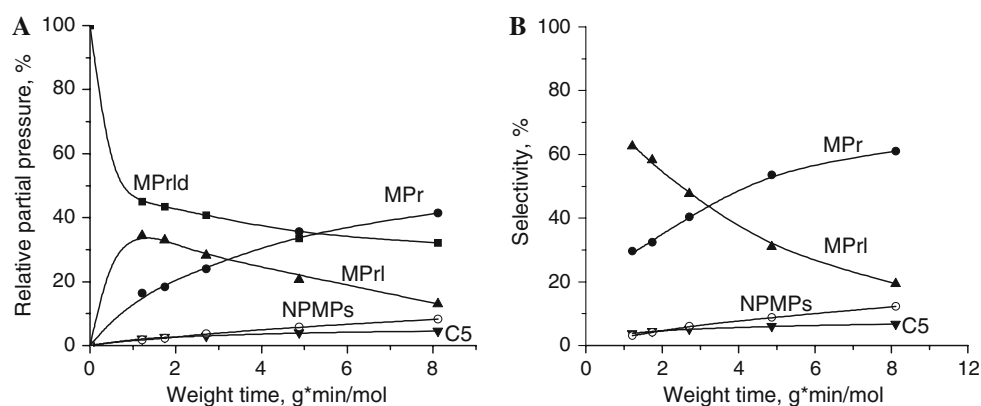 A
Relative partial pressure, %
100
80
60
40
20
0
MPrld
MPr
MPrl
NPMPs
C5
0 2 4 6 8
Weight time, g*min/mol
B
Selectivity, %
100
80
60
40
20
0
MPr
MPrl
NPMPs
C5
0 2 4 6 8 10 12
Weight time, g*min/mol